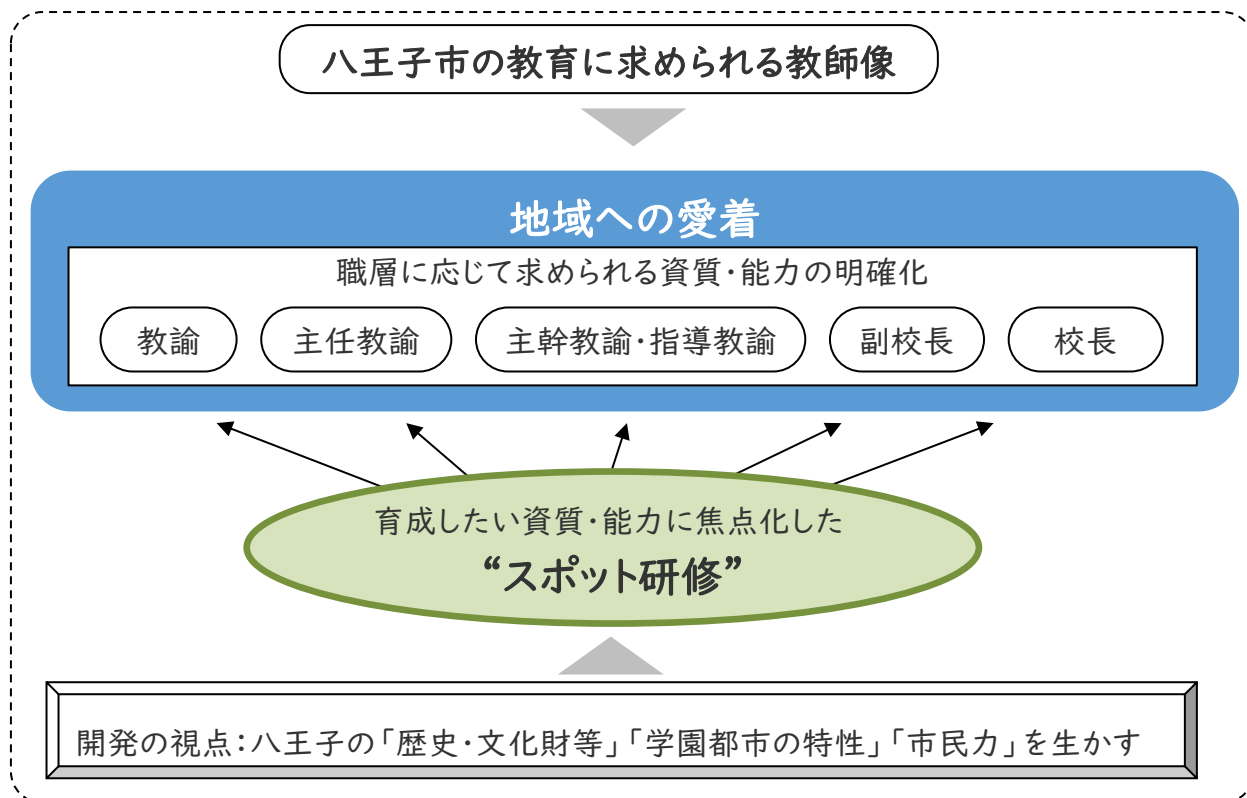 八王子市の教育に求められる教師像
地域への愛着
職層に応じて求められる資質・能力の明確化
教諭 主任教諭 主幹教諭・指導教諭 副校長 校長
育成したい資質・能力に焦点化した
“スポット研修”
開発の視点：八王子の「歴史・文化財等」「学園都市の特性」「市民力」を生かす